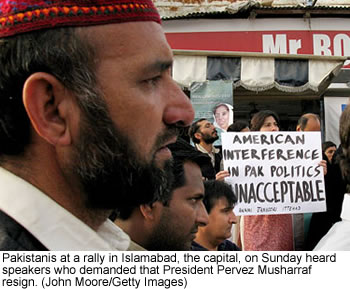 Mr RO
AMERICAN
INTERFERENCE
IN PAK POLITICS
UNACCEPTABLE
Pakistanis at a rally in Islamabad, the capital, on Sunday heard
speakers who demanded that President Pervez Musharraf
resign. (John Moore/Getty Images)